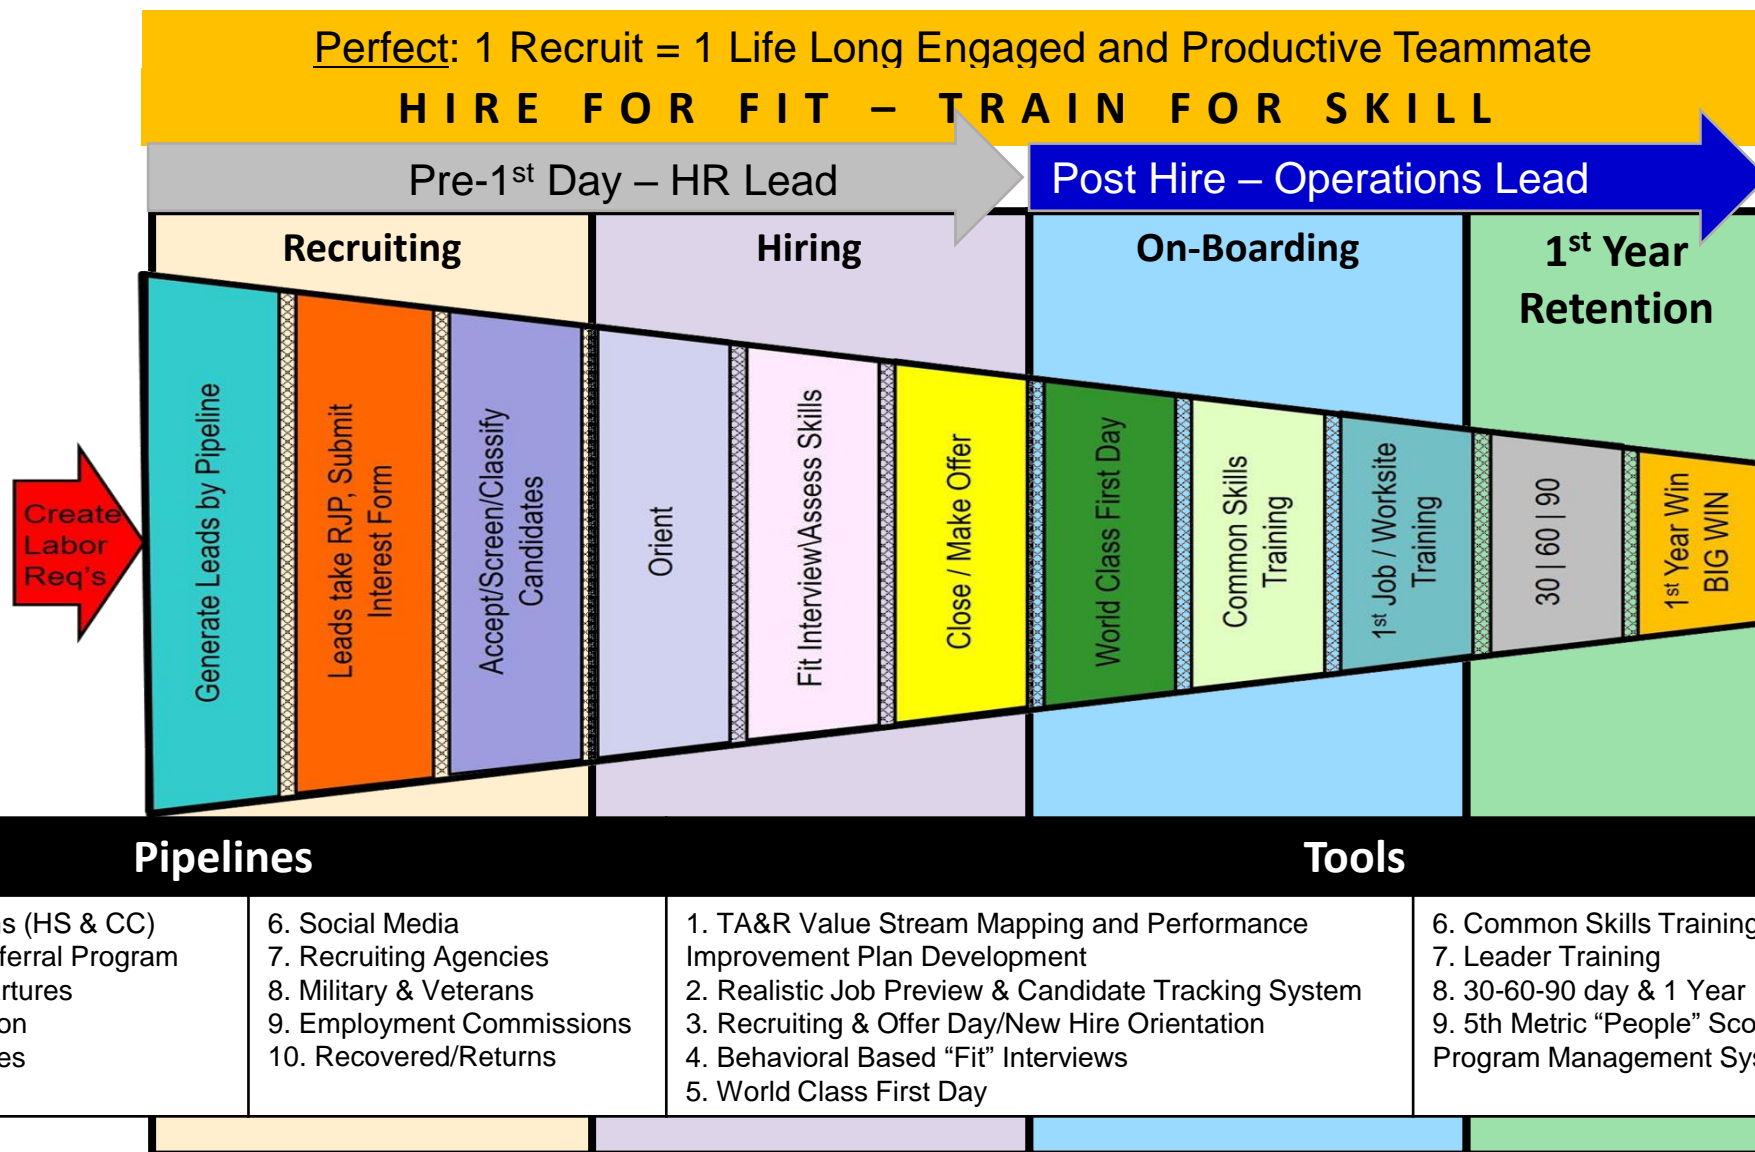 Perfect: 1 Recruit = 1 Life Long Engaged and Productive Teammate
HIRE FOR FIT – TRAIN FOR SKILL
Pre-1st Day – HR Lead
Post Hire – Operations Lead
Recruiting
Hiring
On-Boarding
1st Year
Retention
Create
Labor
Req's
Generate Leads by Pipeline
Leads take RJP, Submit
Interest Form
Accept/Screen/Classify
Candidates
Orient
Fit Interview\Assess Skills
Close / Make Offer
World Class First Day
Common Skills
Training
1st Job / Worksite
Training
30 | 60 | 90
1st Year Win
BIG WIN
Pipelines
Tools
(HS & CC)
Program
6. Social Media
7. Recruiting Agencies
8. Military & Veterans
9. Employment Commissions
10. Recovered/Returns
1. TA&R Value Stream Mapping and Performance
Improvement Plan Development
2. Realistic Job Preview & Candidate Tracking System
3. Recruiting & Offer Day/New Hire Orientation
4. Behavioral Based “Fit” Interviews
5. World Class First Day
6. Common Skills Training
7. Leader Training
8. 30-60-90 day & 1 Year
9. 5th Metric “People”
Program Management